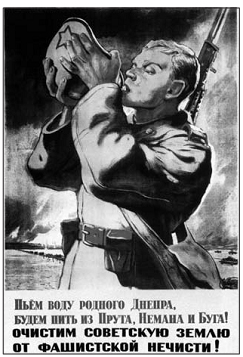 Пьём воду родного Днепра,
будем пить из Прута, Немана и Буга!
ОЧИСТИМ СОВЕТСКУЮ ЗЕМЛЮ
ОТ ФАШИСТСКОЙ НЕЧИСТИ!